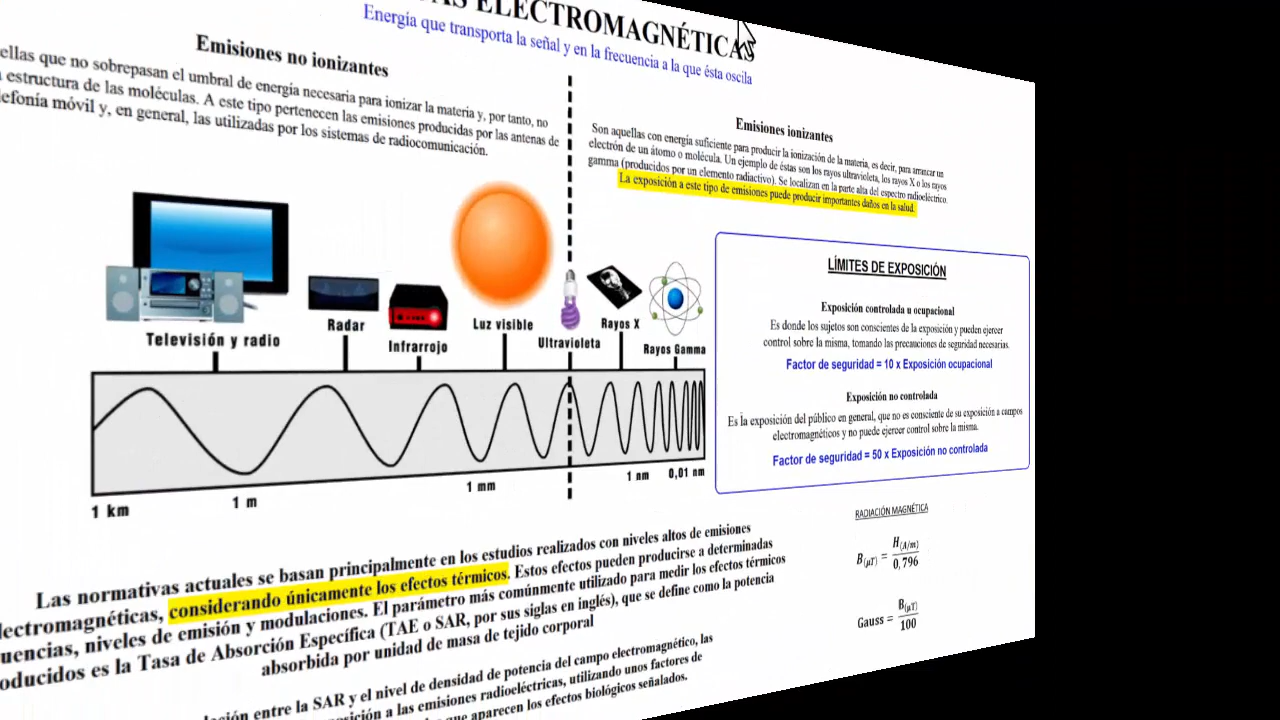 ELECTROMAGNÉTICAS
Energía que transporta la señal y en la frecuencia a la que ésta oscila
Emisiones no ionizantes
que no sobrepasan el umbral de energía necesaria para ionizar la materia y, por tanto, no
estructura de las moléculas. A este tipo pertenecen las emisiones producidas por las antenas de
móvil y, en general, las utilizadas por los sistemas de radiocomunicación.
Emisiones ionizantes
Son aquellas con energía suficiente para producir la ionización de la materia, es decir, para arrancar un
electrón de un átomo o molécula. Un ejemplo de éstas son los rayos ultravioleta, los rayos X o los rayos
gamma (producidos por un elemento radiactivo). Se localizan en la parte alta del espectro radioeléctrico.
La exposición a este tipo de emisiones puede producir importantes daños en la salud.
Televisión y radio
Radar
Infrarrojo
Luz visible
Ultravioleta
Rayos X
Rayos Gamma
1 km
1 m
1 mm
1 nm
0,01 nm
LÍMITES DE EXPOSICIÓN
Exposición controlada u ocupacional
Es donde los sujetos son conscientes de la exposición y pueden ejercer
control sobre la misma, tomando las precauciones de seguridad necesarias.
Factor de seguridad = 10 x Exposición ocupacional
Exposición no controlada
Es la exposición del público en general, que no es consciente de su exposición a campos
electromagnéticos y no puede ejercer control sobre la misma.
Factor de seguridad = 50 x Exposición no controlada
RADIACIÓN MAGNÉTICA
B(μT) = H(A/m) / 0,796
Gauss = B(μT) / 100
Las normativas actuales se basan principalmente en los estudios realizados con niveles altos de emisiones
considerando únicamente los efectos térmicos. Estos efectos pueden producirse a determinadas
niveles de emisión y modulaciones. El parámetro más comúnmente utilizado para medir los efectos térmicos
es la Tasa de Absorción Específica (TAE o SAR, por sus siglas en inglés), que se define como la potencia
absorbida por unidad de masa de tejido corporal
entre la SAR y el nivel de densidad de potencia del campo electromagnético, las
a las emisiones radioeléctricas, utilizando unos factores de
que aparecen los efectos biológicos señalados.